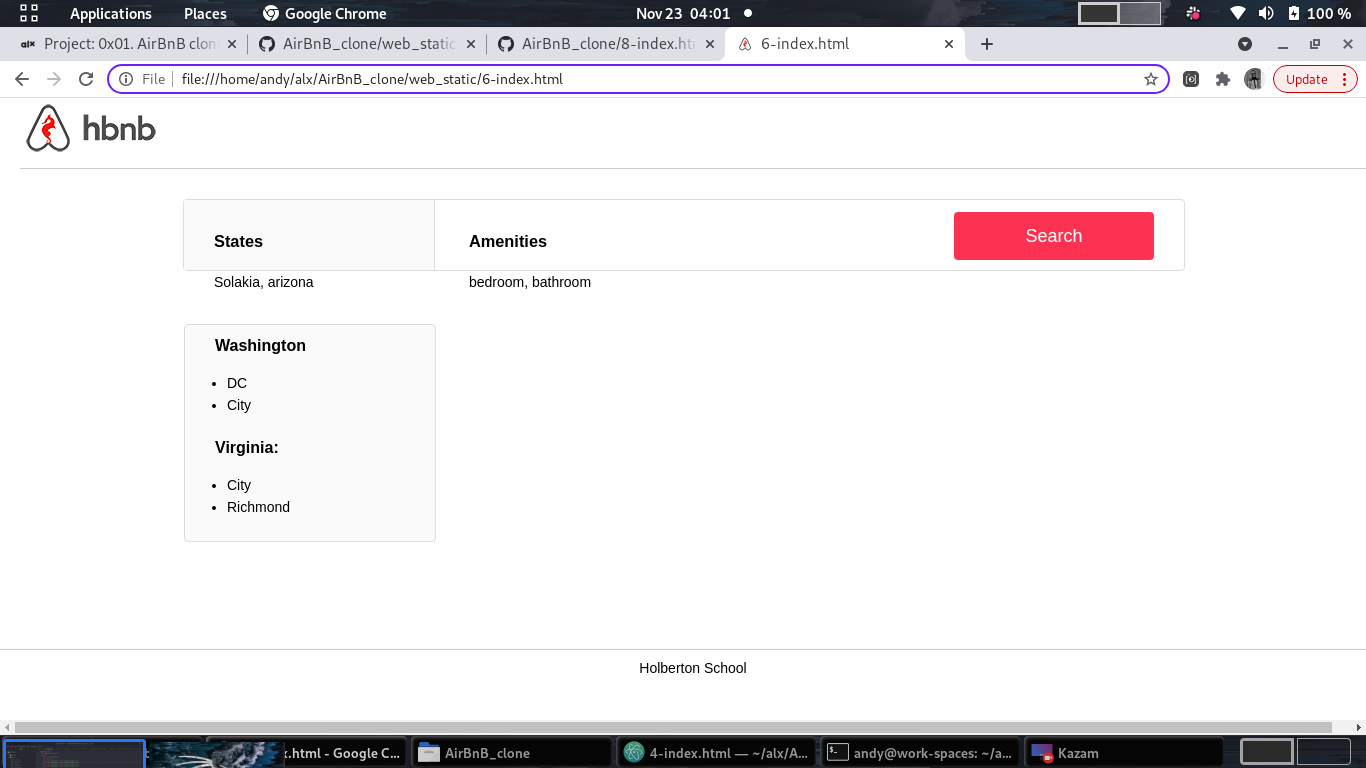 Applications Places Google Chrome Nov 23 04:01 100 %
alx Project: 0x01. AirBnB clon AirBnB_clone/web_static AirBnB_clone/8-index.ht 6-index.html
File file:///home/andy/alx/AirBnB_clone/web_static/6-index.html Update
hbnb
States Amenities Search
Solakia, arizona bedroom, bathroom
Washington
• DC
• City
Virginia:
• City
• Richmond
Holberton School
x.html - Google C... AirBnB_clone 4-index.html — ~/alx/A... andy@work-spaces: ~/a... Kazam